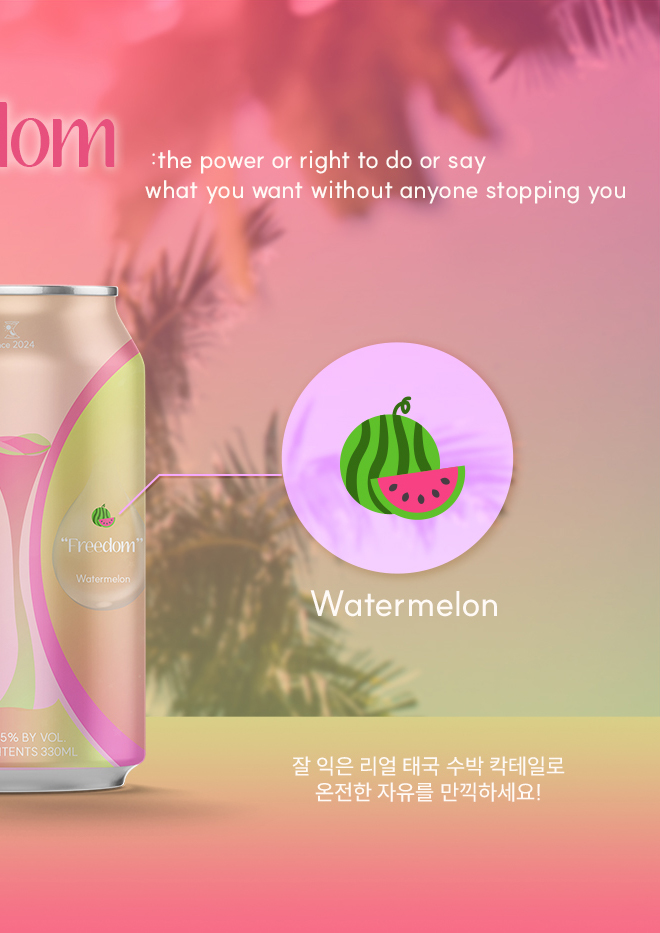 dom
:the power or right to do or say
what you want without anyone stopping you
2024
"Freedom"
Watermelon
Watermelon
5% BY VOL.
330ML
잘 익은 리얼 태국 수박 칵테일로
온전한 자유를 만끽하세요!